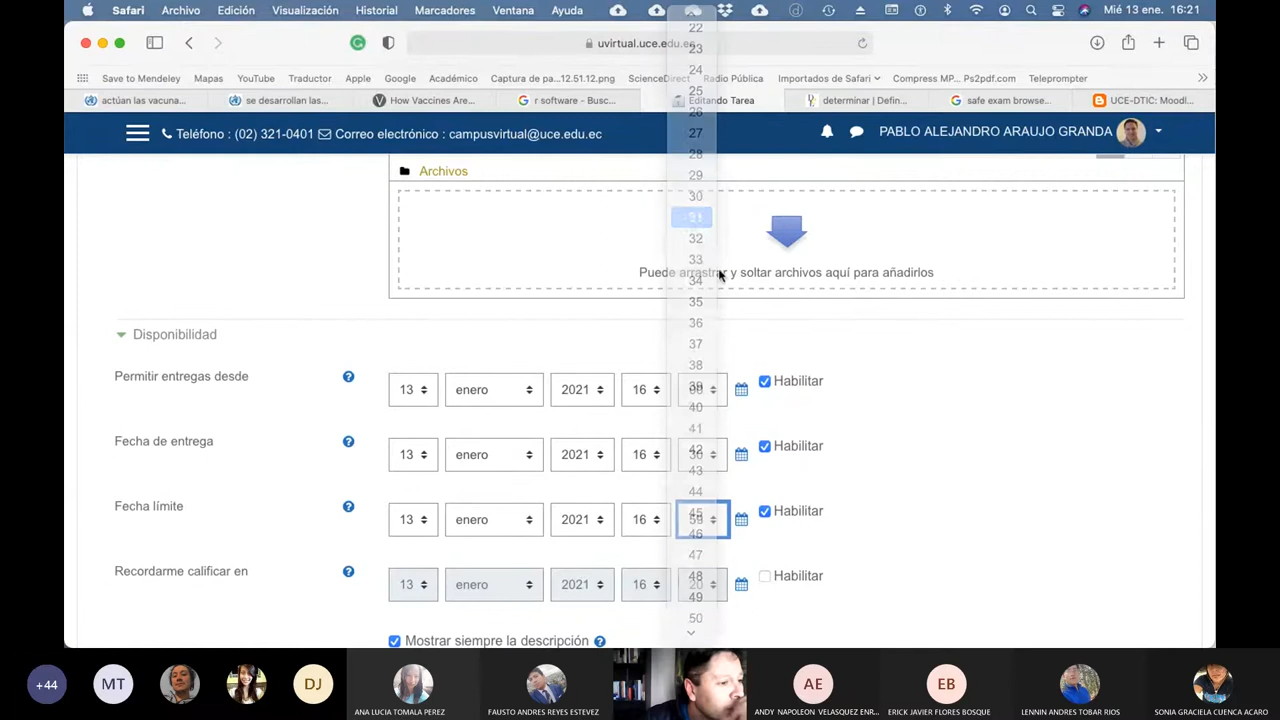 Safari Archivo Edición Visualización Historial Marcadores Ventana Ayuda Mié 13 ene. 16:21
uvirtual.uce.edu.ec
Save to Mendeley Mapas YouTube Traductor Apple Google Académico Captura de pa...12.51.12.png ScienceDirect Radio Pública Importados de Safari Compress MP... Ps2pdf.com Teleprompter
actúan las vacuna... se desarrollan las... How Vaccines Are... r software - Busc... Editando Tarea determinar | Defin... safe exam browse... UCE-DTIC: Moodl...
Teléfono : (02) 321-0401 Correo electrónico : campusvirtual@uce.edu.ec PABLO ALEJANDRO ARAUJO GRANDA
Archivos
Puede arrastrar y soltar archivos aquí para añadirlos
22
23
24
25
26
27
28
29
30
31
32
33
34
35
36
37
38
39
40
41
42
43
44
45
46
47
48
49
50
Disponibilidad
Permitir entregas desde 13 enero 2021 16 Habilitar
Fecha de entrega 13 enero 2021 16 30 Habilitar
Fecha límite 13 enero 2021 16 Habilitar
Recordarme calificar en 13 enero 2021 16 20 Habilitar
Mostrar siempre la descripción
+44 MT DJ AE EB
ANA LUCIA TOMALA PEREZ FAUSTO ANDRES REYES ESTEVEZ ANDY NAPOLEON VELASQUEZ ENR... ERICK JAVIER FLORES BOSQUE LENNIN ANDRES TOBAR RIOS SONIA GRACIELA CUENCA ACARO